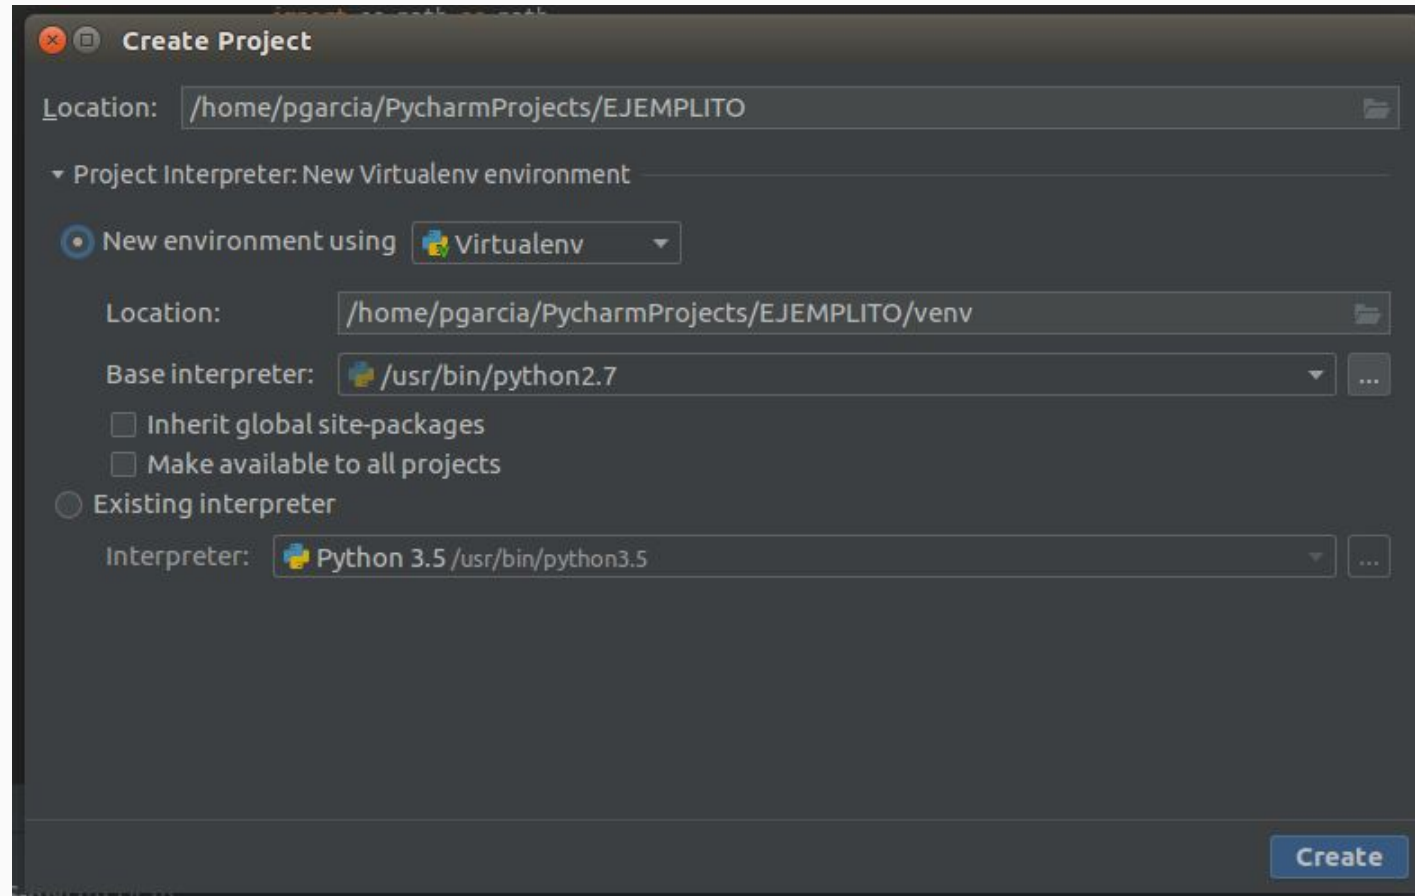 Create Project
Location: /home/pgarcia/PycharmProjects/EJEMPLITO
Project Interpreter: New Virtualenv environment
New environment using Virtualenv
Location: /home/pgarcia/PycharmProjects/EJEMPLITO/venv
Base interpreter: /usr/bin/python2.7 ...
Inherit global site-packages
Make available to all projects
Existing interpreter
Interpreter: Python 3.5 /usr/bin/python3.5 ...
Create